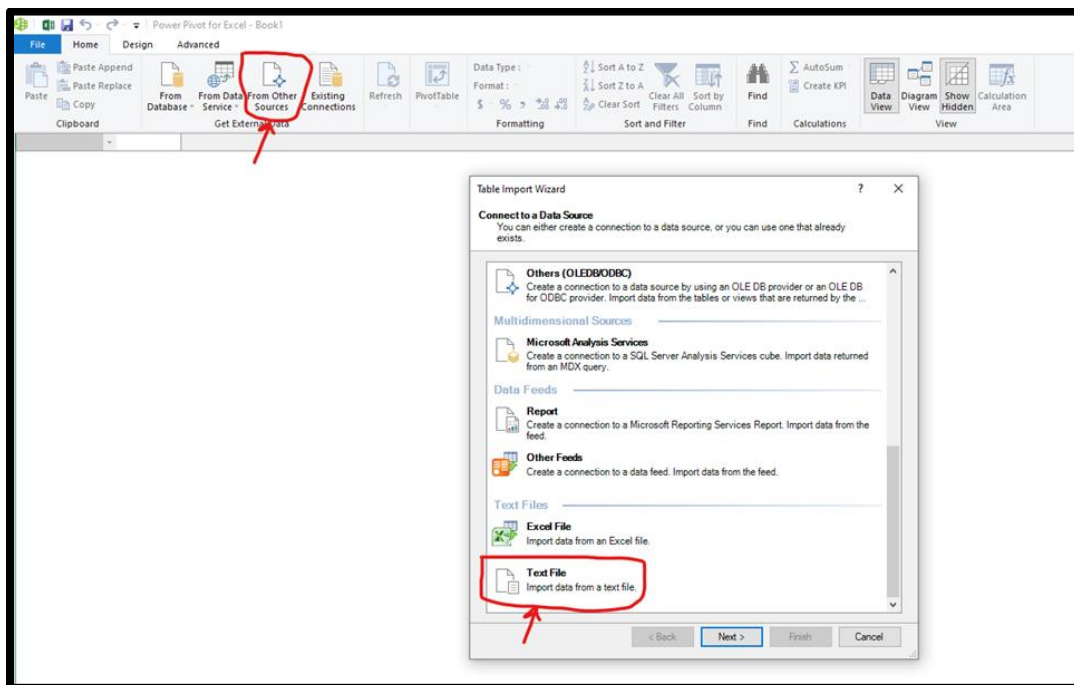 Power Pivot for Excel - Book1
File Home Design Advanced
Paste
Paste Append
Paste Replace
Copy
Clipboard
From Database
From Data Service
From Other Sources
Existing Connections
Get External Data
Refresh
PivotTable
Data Type :
Format :
$ % ,
Formatting
Sort A to Z
Sort Z to A
Clear Sort
Clear All Filters
Sort by Column
Sort and Filter
Find
Find
AutoSum
Create KPI
Calculations
Data View
Diagram View
Show Hidden
Calculation Area
View
Table Import Wizard
Connect to a Data Source
You can either create a connection to a data source, or you can use one that already
exists.
Others (OLEDB/ODBC)
Create a connection to a data source by using an OLE DB provider or an OLE DB
for ODBC provider. Import data from the tables or views that are returned by the ...
Multidimensional Sources
Microsoft Analysis Services
Create a connection to a SQL Server Analysis Services cube. Import data returned
from an MDX query.
Data Feeds
Report
Create a connection to a Microsoft Reporting Services Report. Import data from the
feed.
Other Feeds
Create a connection to a data feed. Import data from the feed.
Text Files
Excel File
Import data from an Excel file.
Text File
Import data from a text file.
< Back Next > Finish Cancel